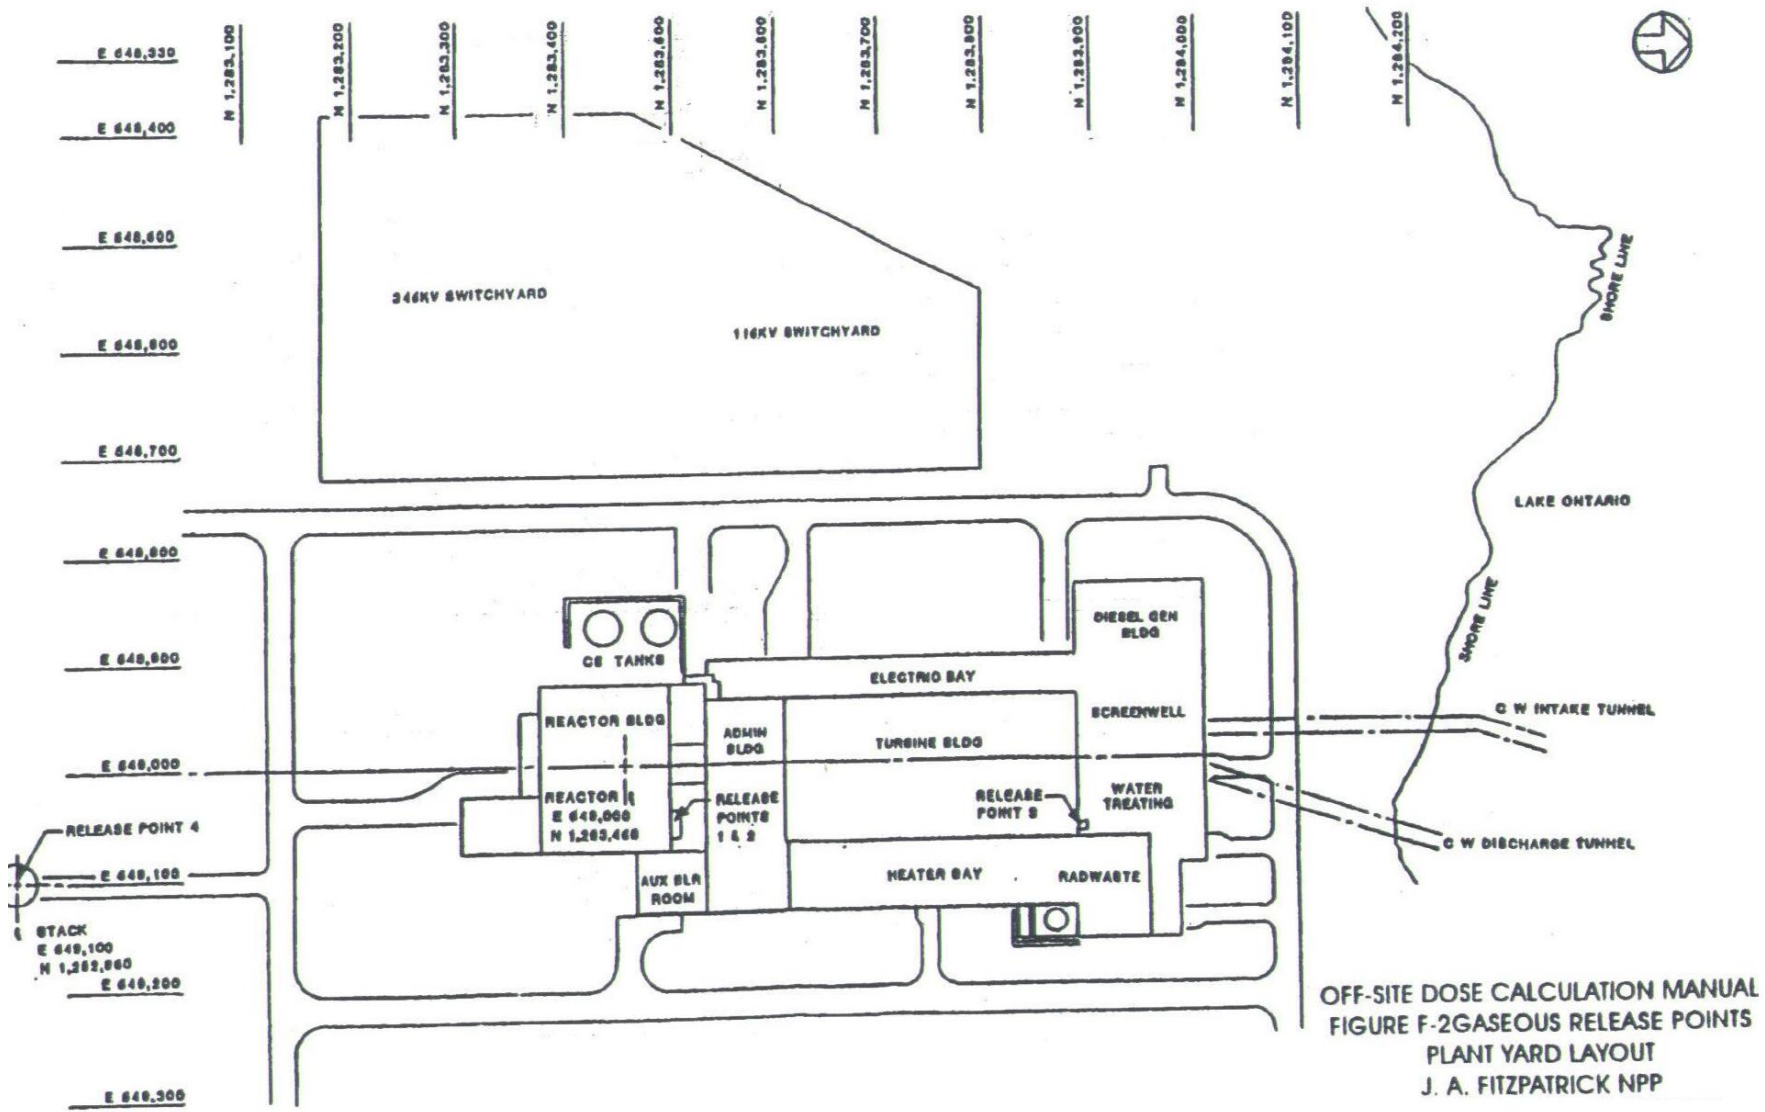 N 1,283,100
N 1,283,200
N 1,283,300
N 1,283,400
N 1,283,600
N 1,283,600
N 1,283,700
N 1,283,800
N 1,283,900
N 1,284,000
N 1,284,100
N 1,284,200
E 648,330
E 648,400
E 648,600
E 648,600
E 648,700
E 648,800
E 648,900
E 649,000
E 649,100
E 649,200
E 649,300
346KV SWITCHYARD
116KV SWITCHYARD
SHORE LINE
LAKE ONTARIO
SHORE LINE
DIESEL GEN
BLDG
CS TANKS
ELECTRIC BAY
REACTOR BLDG
ADMIN
BLDG
TURBINE BLDG
SCREENWELL
C W INTAKE TUNNEL
REACTOR
E 649,000
N 1,283,466
RELEASE
POINTS
1 & 2
RELEASE
POINT 3
WATER
TREATING
C W DISCHARGE TUNNEL
RELEASE POINT 4
AUX BLR
ROOM
HEATER BAY
RADWASTE
STACK
E 649,100
N 1,282,860
OFF-SITE DOSE CALCULATION MANUAL
FIGURE F-2GASEOUS RELEASE POINTS
PLANT YARD LAYOUT
J. A. FITZPATRICK NPP